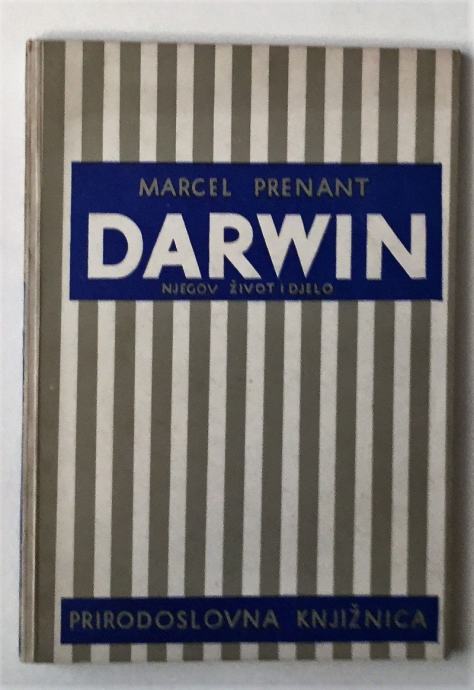 MARCEL PRENANT
DARWIN
NJEGOV ŽIVOT I DJELO
PRIRODOSLOVNA KNJIŽNICA